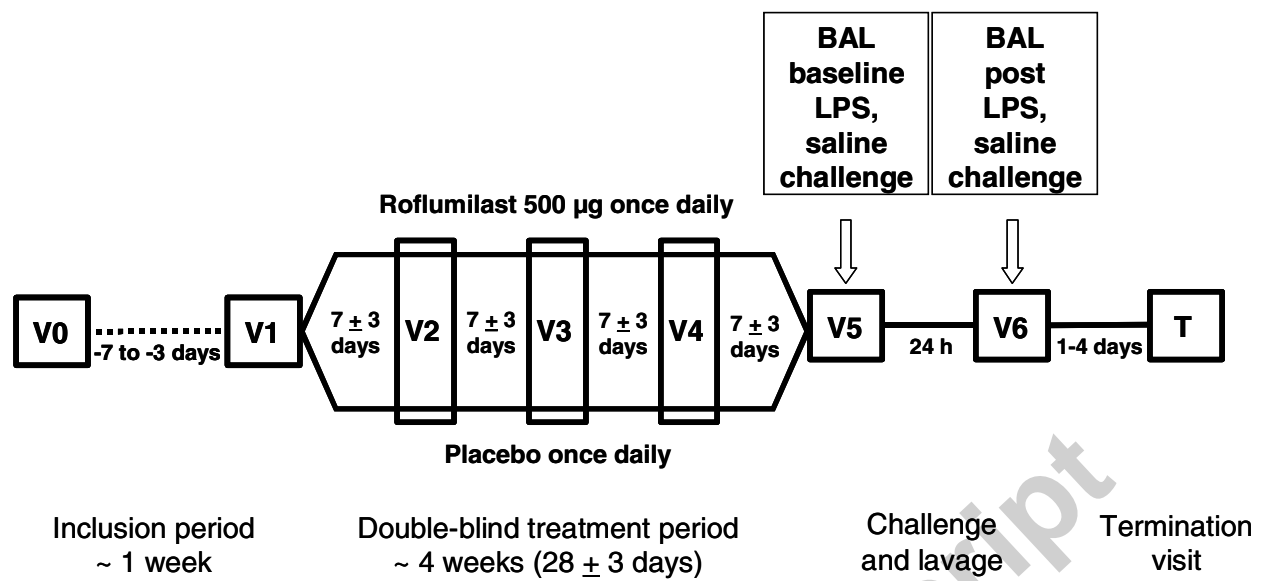 BAL
baseline
LPS,
saline
challenge
BAL
post
LPS,
saline
challenge
Roflumilast 500 µg once daily
V0
-7 to -3 days
V1
7 ± 3
days
V2
7 ± 3
days
V3
7 ± 3
days
V4
7 ± 3
days
V5
24 h
V6
1-4 days
T
Placebo once daily
Inclusion period
~ 1 week
Double-blind treatment period
~ 4 weeks (28 ± 3 days)
Challenge
and lavage
Termination
visit